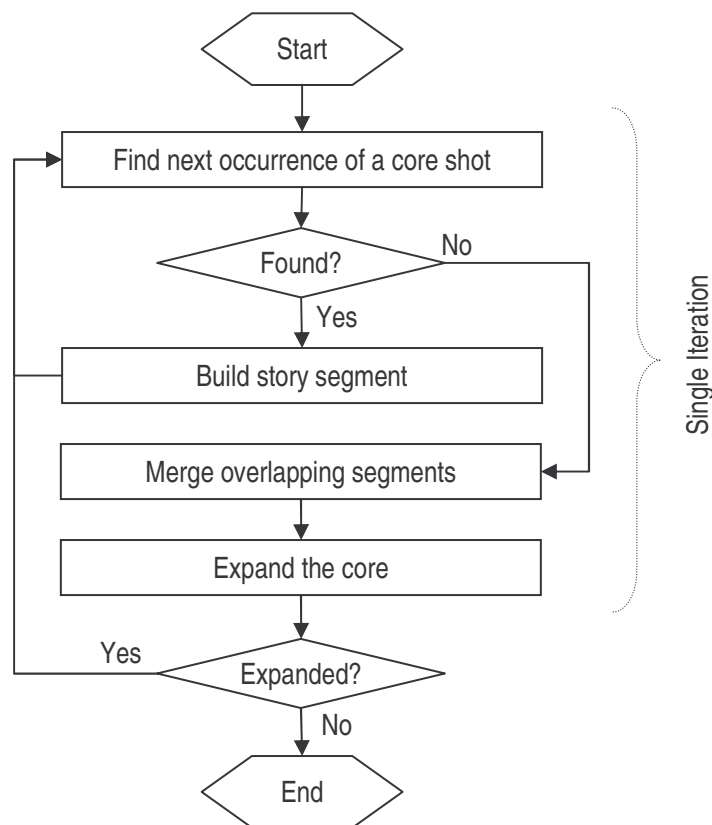 Start
Find next occurrence of a core shot
Found?
No
Yes
Build story segment
Merge overlapping segments
Expand the core
Yes
Expanded?
No
End
Single Iteration